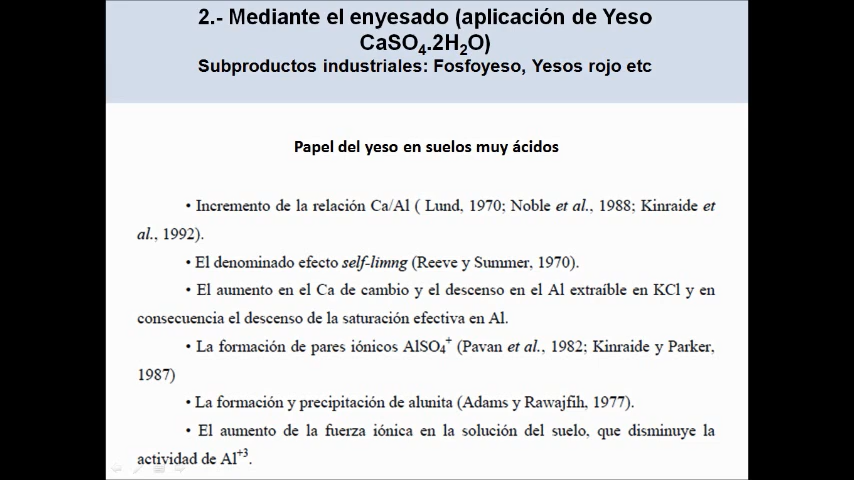 2.- Mediante el enyesado (aplicación de Yeso
CaSO4.2H2O)
Subproductos industriales: Fosfoyeso, Yesos rojo etc
Papel del yeso en suelos muy ácidos
• Incremento de la relación Ca/Al ( Lund, 1970; Noble et al., 1988; Kinraide et
al., 1992).
• El denominado efecto self-limng (Reeve y Summer, 1970).
• El aumento en el Ca de cambio y el descenso en el Al extraíble en KCl y en
consecuencia el descenso de la saturación efectiva en Al.
• La formación de pares iónicos AlSO4+ (Pavan et al., 1982; Kinraide y Parker,
1987)
• La formación y precipitación de alunita (Adams y Rawajfih, 1977).
• El aumento de la fuerza iónica en la solución del suelo, que disminuye la
actividad de Al+3.